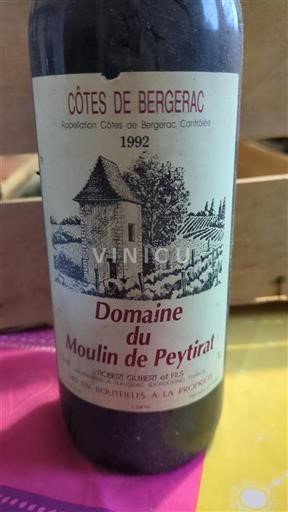 CÔTES DE BERGERAC
Appellation Côtes de Bergerac Contrôlée
1992
VINICU
Domaine
du
Moulin de Peytirat
ROBERT GUIBERT et FILS
MIS EN BOUTEILLES A LA PROPRIÉTÉ